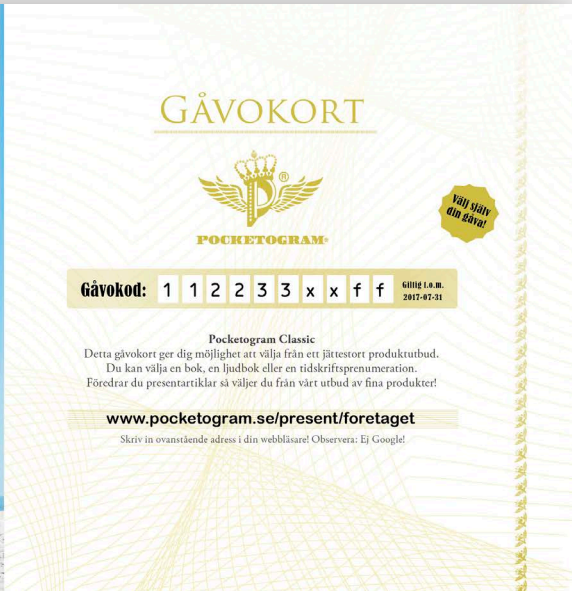 GÅVOKORT
P®
POCKETOGRAM®
Välj själv
din gåva!
Gåvokod: 1 1 2 2 3 3 x x f f
Giltig t.o.m.
2017-07-31
Pocketogram Classic
Detta gåvokort ger dig möjlighet att välja från ett jättestort produktutbud.
Du kan välja en bok, en ljudbok eller en tidskriftsprenumeration.
Föredrar du presentartiklar så väljer du från vårt utbud av fina produkter!
www.pocketogram.se/present/foretaget
Skriv in ovanstående adress i din webbläsare! Observera: Ej Google!